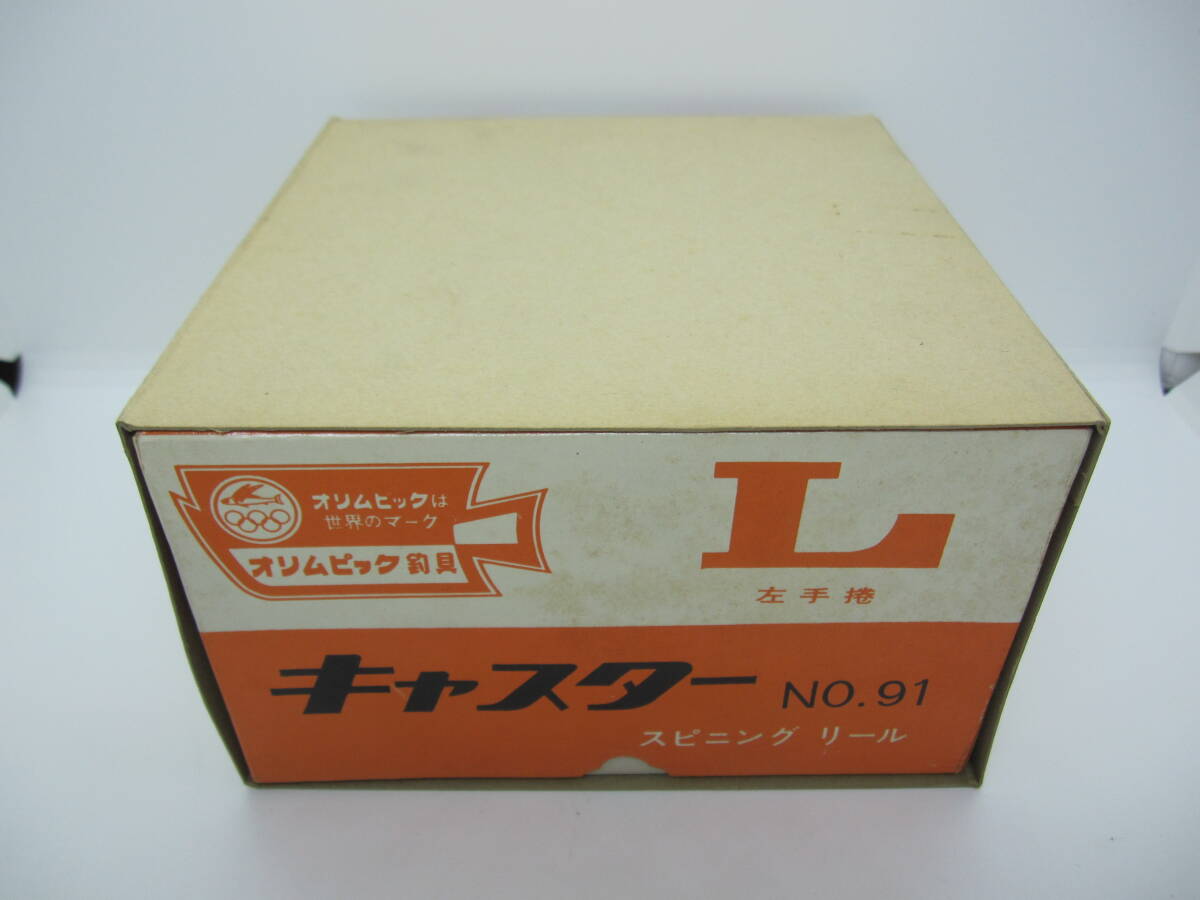 オリムピックは
世界のマーク
オリムピック釣具
L
左手捲
キャスター NO.91
スピニング リール